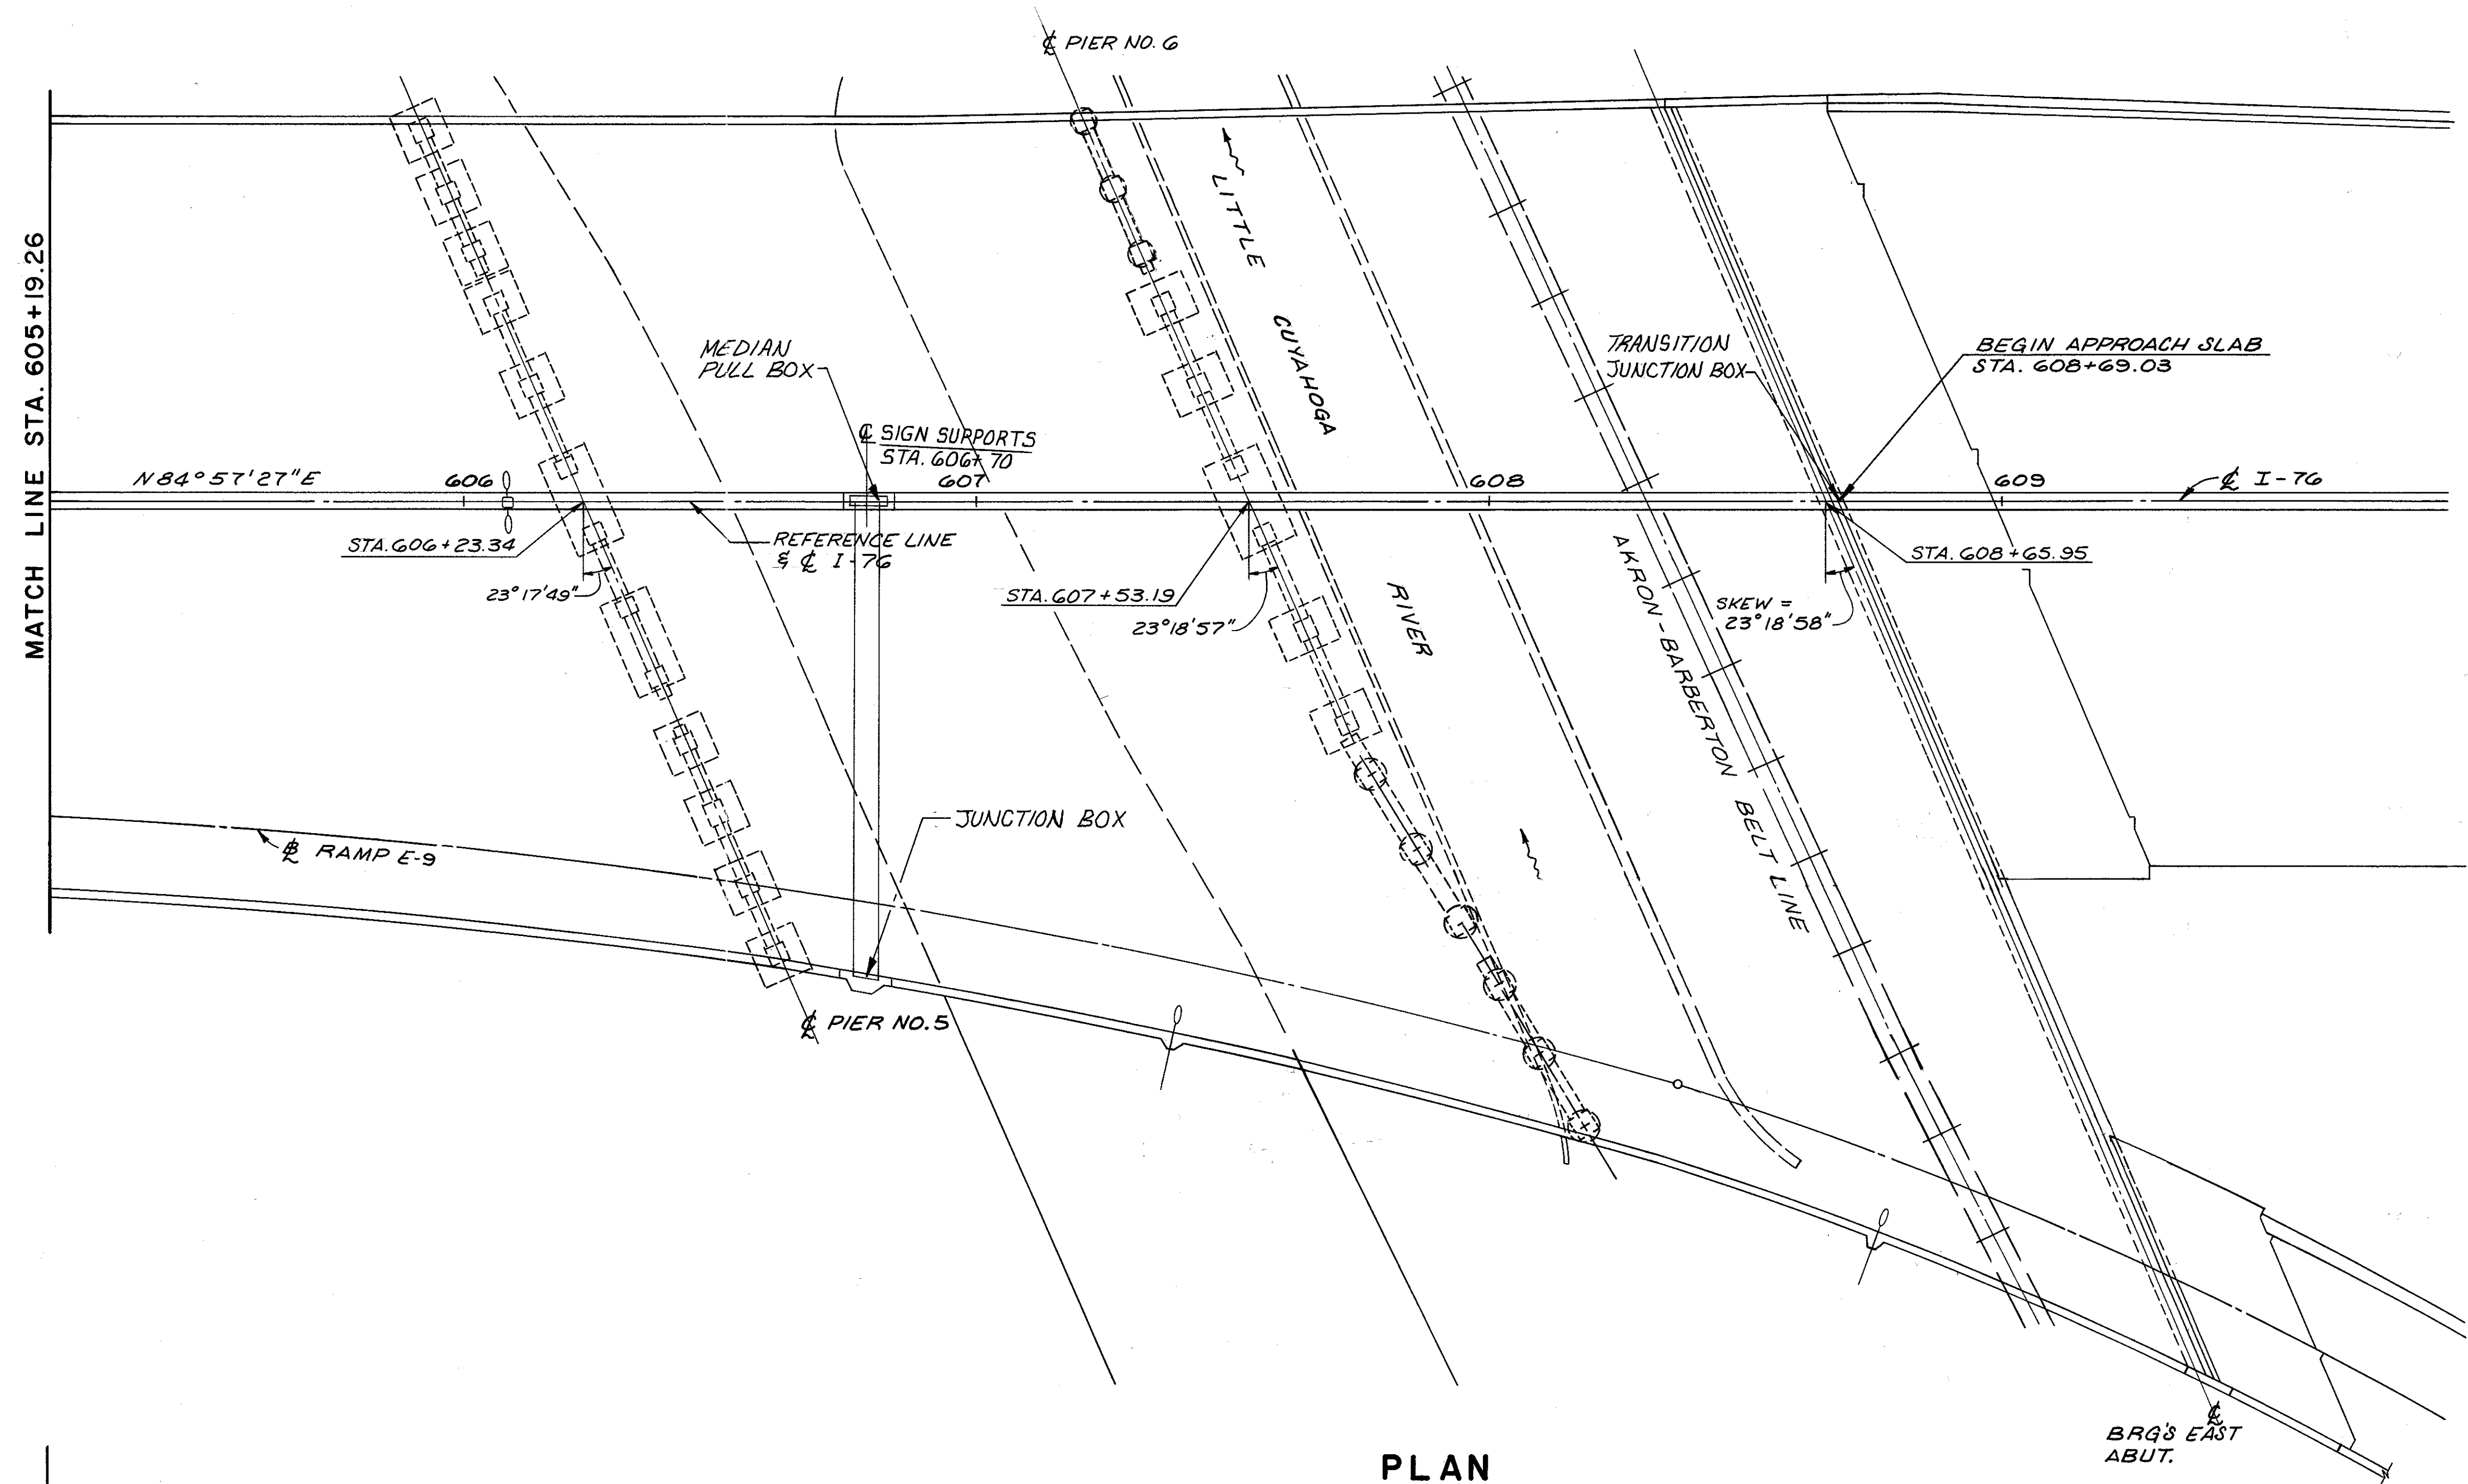 ℄ PIER NO. 6
MATCH LINE STA. 605+19.26
LITTLE CUYAHOGA RIVER
MEDIAN
PULL BOX
TRANSITION
JUNCTION BOX
BEGIN APPROACH SLAB
STA. 608+69.03
℄ SIGN SUPPORTS
STA. 606+70
N84°57'27"E
606
607
608
609
℄ I-76
STA. 606+23.34
REFERENCE LINE
& ℄ I-76
23°17'49"
STA. 607+53.19
23°18'57"
STA. 608+65.95
SKEW =
23°18'58"
AKRON-BARBERTON BELT LINE
JUNCTION BOX
RAMP E-9
℄ PIER NO. 5
℄
BRG'S EAST
ABUT.
PLAN